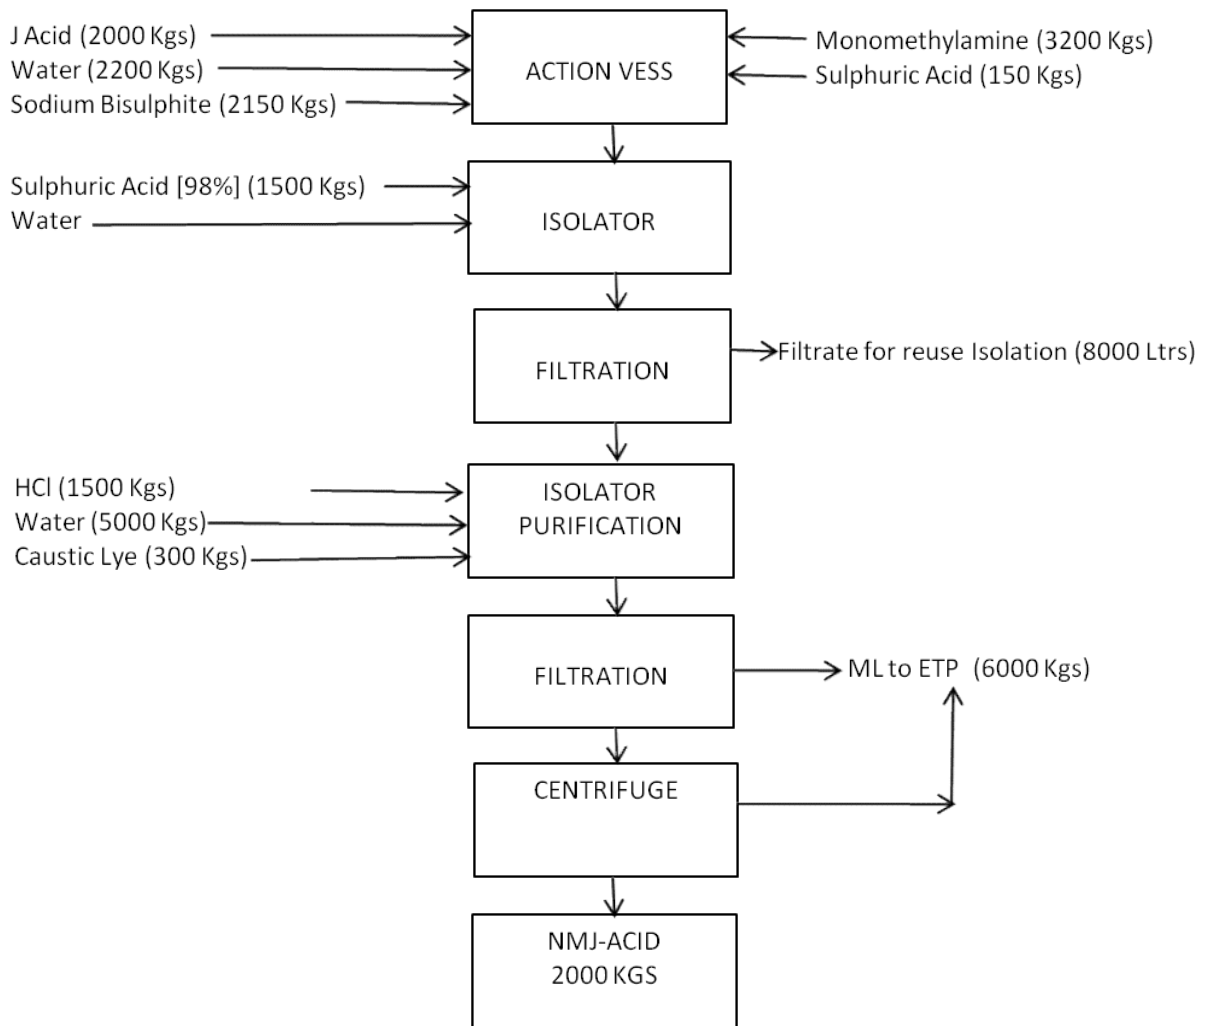 J Acid (2000 Kgs)
Water (2200 Kgs)
Sodium Bisulphite (2150 Kgs)
ACTION VESS
Monomethylamine (3200 Kgs)
Sulphuric Acid (150 Kgs)
Sulphuric Acid [98%] (1500 Kgs)
Water
ISOLATOR
FILTRATION
Filtrate for reuse Isolation (8000 Ltrs)
HCl (1500 Kgs)
Water (5000 Kgs)
Caustic Lye (300 Kgs)
ISOLATOR
PURIFICATION
FILTRATION
ML to ETP (6000 Kgs)
CENTRIFUGE
NMJ-ACID
2000 KGS